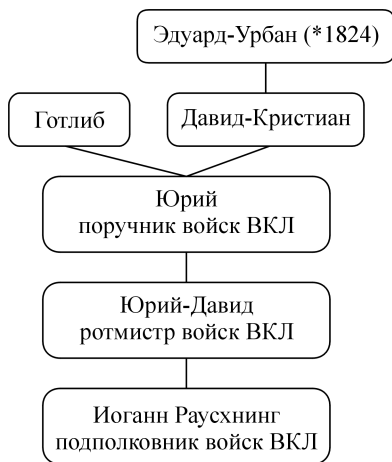 Эдуард-Урбан (*1824)
Готлиб
Давид-Кристиан
Юрий
поручник войск ВКЛ
Юрий-Давид
ротмистр войск ВКЛ
Иоганн Раусхнинг
подполковник войск ВКЛ